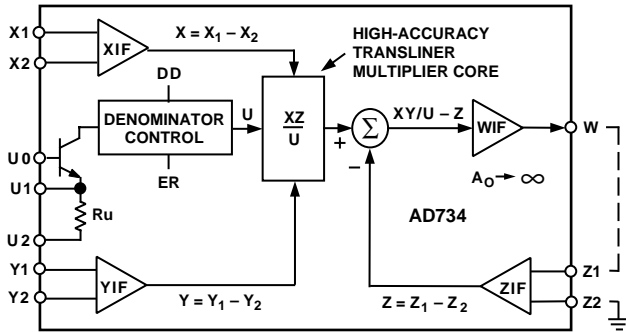 X1
X2
XIF
X = X1 – X2
HIGH-ACCURACY
TRANSLINER
MULTIPLIER CORE
DD
DENOMINATOR
CONTROL
U
XZ
U
+
Σ
–
XY/U – Z
WIF
AO → ∞
W
U0
U1
Ru
U2
ER
AD734
Y1
Y2
YIF
Y = Y1 – Y2
Z = Z1 – Z2
ZIF
Z1
Z2